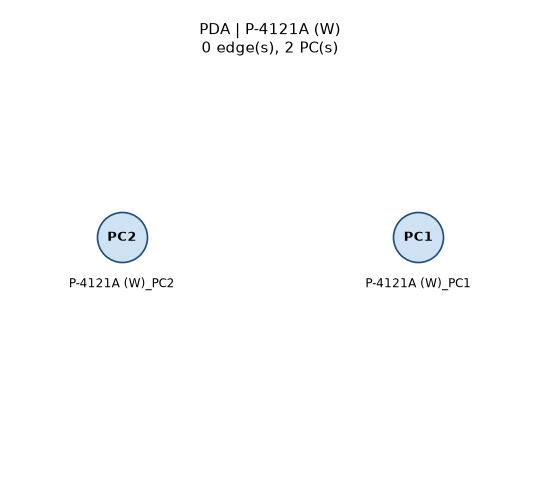 PDA | P-4121A (W)
0 edge(s), 2 PC(s)
PC2
PC1
P-4121A (W)_PC2
P-4121A (W)_PC1